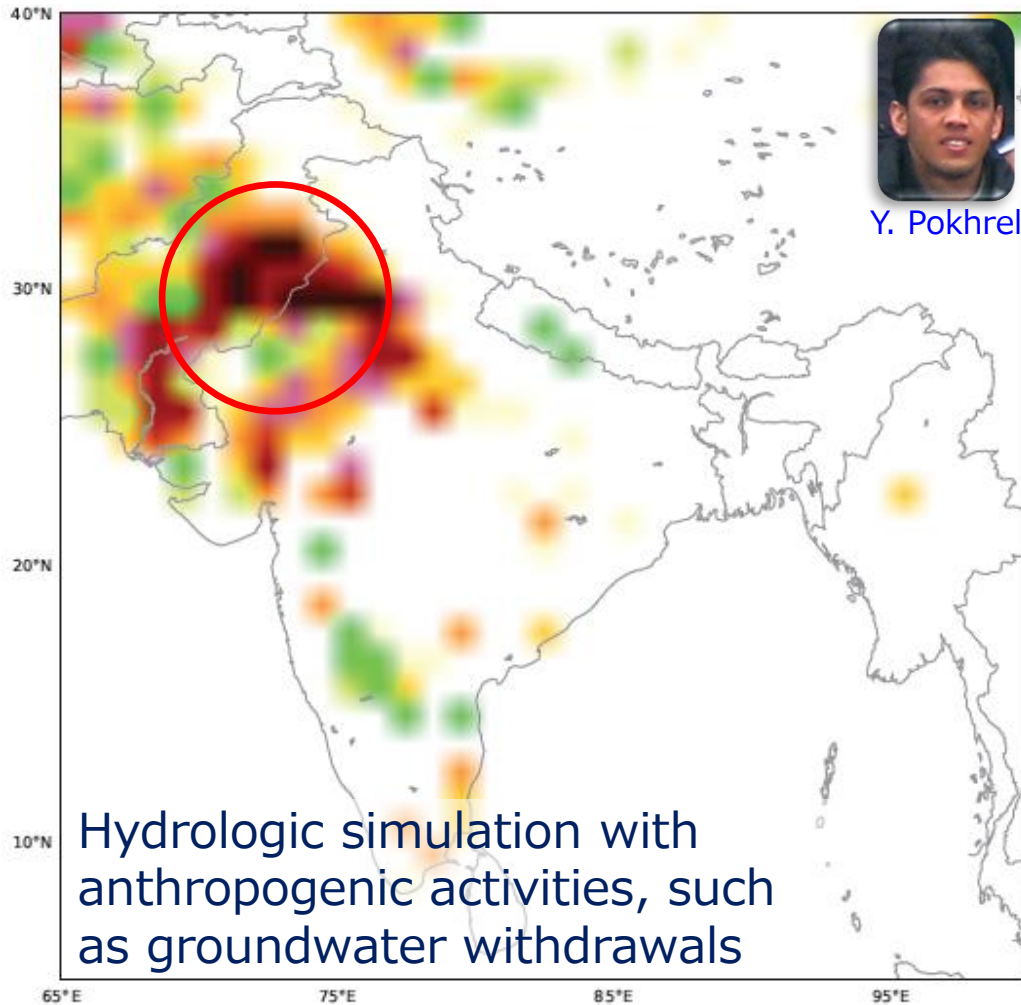 40°N
Y. Pokhrel
30°N
20°N
10°N
Hydrologic simulation with
anthropogenic activities, such
as groundwater withdrawals
65°E
75°E
85°E
95°E